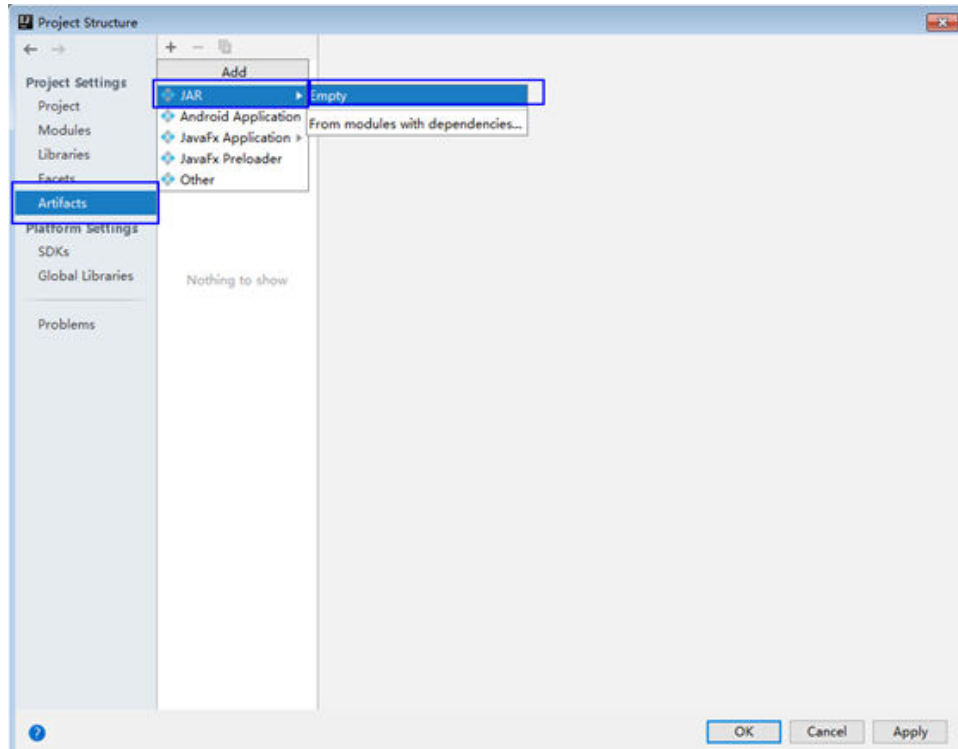 Project Structure
Project Settings
Project
Modules
Libraries
Facets
Artifacts
Platform Settings
SDKs
Global Libraries
Problems
Add
JAR
Android Application
JavaFx Application
JavaFx Preloader
Other
Empty
From modules with dependencies...
Nothing to show
?
OK
Cancel
Apply